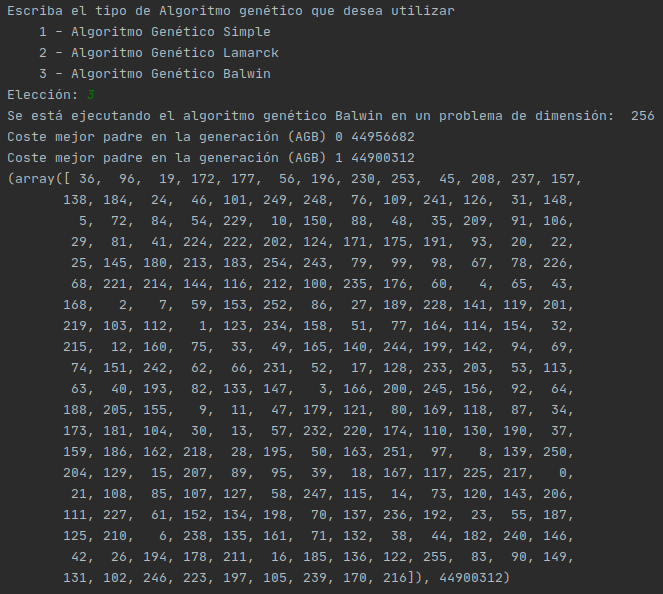 Escriba el tipo de Algoritmo genético que desea utilizar
1 - Algoritmo Genético Simple
2 - Algoritmo Genético Lamarck
3 - Algoritmo Genético Balwin
Elección: 3
Se está ejecutando el algoritmo genético Balwin en un problema de dimensión:  256
Coste mejor padre en la generación (AGB) 0 44956682
Coste mejor padre en la generación (AGB) 1 44900312
(array([ 36,  96,  19, 172, 177,  56, 196, 230, 253,  45, 208, 237, 157,
138, 184,  24,  46, 101, 249, 248,  76, 109, 241, 126,  31, 148,
5,  72,  84,  54, 229,  10, 150,  88,  48,  35, 209,  91, 106,
29,  81,  41, 224, 222, 202, 124, 171, 175, 191,  93,  20,  22,
25, 145, 180, 213, 183, 254, 243,  79,  99,  98,  67,  78, 226,
68, 221, 214, 144, 116, 212, 100, 235, 176,  60,   4,  65,  43,
168,   2,   7,  59, 153, 252,  86,  27, 189, 228, 141, 119, 201,
219, 103, 112,   1, 123, 234, 158,  51,  77, 164, 114, 154,  32,
215,  12, 160,  75,  33,  49, 165, 140, 244, 199, 142,  94,  69,
74, 151, 242,  62,  66, 231,  52,  17, 128, 233, 203,  53, 113,
63,  40, 193,  82, 133, 147,   3, 166, 200, 245, 156,  92,  64,
188, 205, 155,   9,  11,  47, 179, 121,  80, 169, 118,  87,  34,
173, 181, 104,  30,  13,  57, 232, 220, 174, 110, 130, 190,  37,
159, 186, 162, 218,  28, 195,  50, 163, 251,  97,   8, 139, 250,
204, 129,  15, 207,  89,  95,  39,  18, 167, 117, 225, 217,   0,
21, 108,  85, 107, 127,  58, 247, 115,  14,  73, 120, 143, 206,
111, 227,  61, 152, 134, 198,  70, 137, 236, 192,  23,  55, 187,
125, 210,   6, 238, 135, 161,  71, 132,  38,  44, 182, 240, 146,
42,  26, 194, 178, 211,  16, 185, 136, 122, 255,  83,  90, 149,
131, 102, 246, 223, 197, 105, 239, 170, 216]), 44900312)